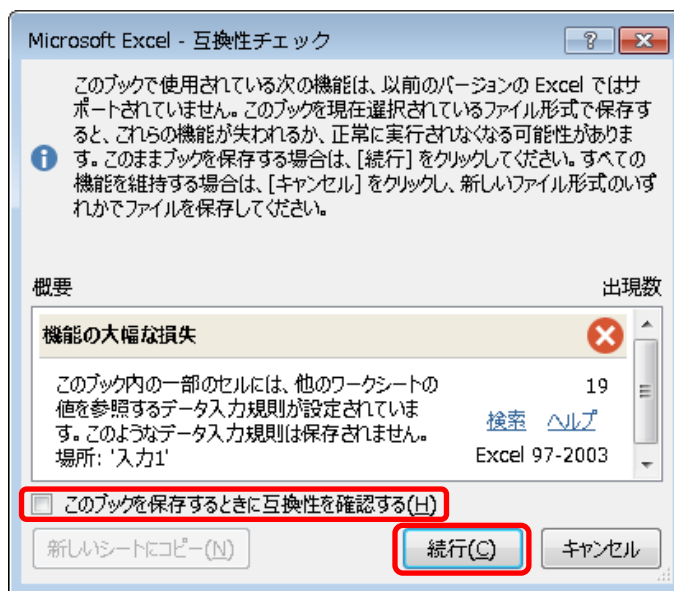 Microsoft Excel - 互換性チェック
このブックで使用されている次の機能は、以前のバージョンの Excel ではサ
ポートされていません。このブックを現在選択されているファイル形式で保存す
ると、これらの機能が失われるか、正常に実行されなくなる可能性がありま
す。このままブックを保存する場合は、[続行] をクリックしてください。すべての
機能を維持する場合は、[キャンセル] をクリックし、新しいファイル形式のいず
れかでファイルを保存してください。
概要 出現数
機能の大幅な損失
このブック内の一部のセルには、他のワークシートの 19
値を参照するデータ入力規則が設定されていま
す。このようなデータ入力規則は保存されません。 検索 ヘルプ
場所: '入力1' Excel 97-2003
このブックを保存するときに互換性を確認する(H)
新しいシートにコピー(N) 続行(C) キャンセル